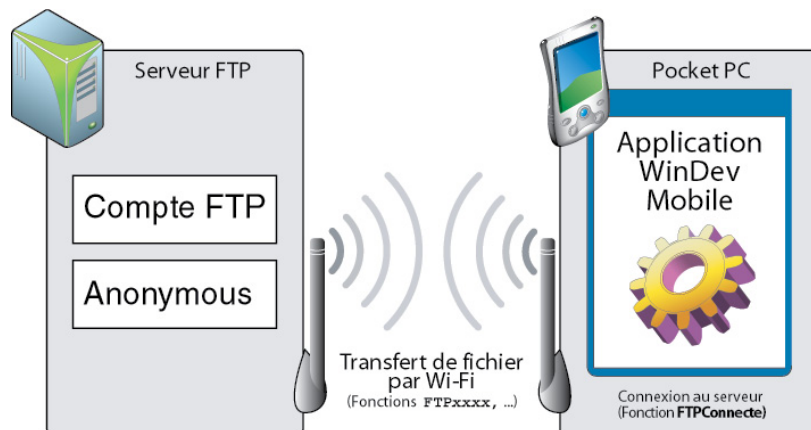 Serveur FTP
Compte FTP
Anonymous
Transfert de fichier
par Wi-Fi
(Fonctions FTPxxxx, ...)
Pocket PC
Application
WinDev
Mobile
Connexion au serveur
(Fonction FTPConnecte)